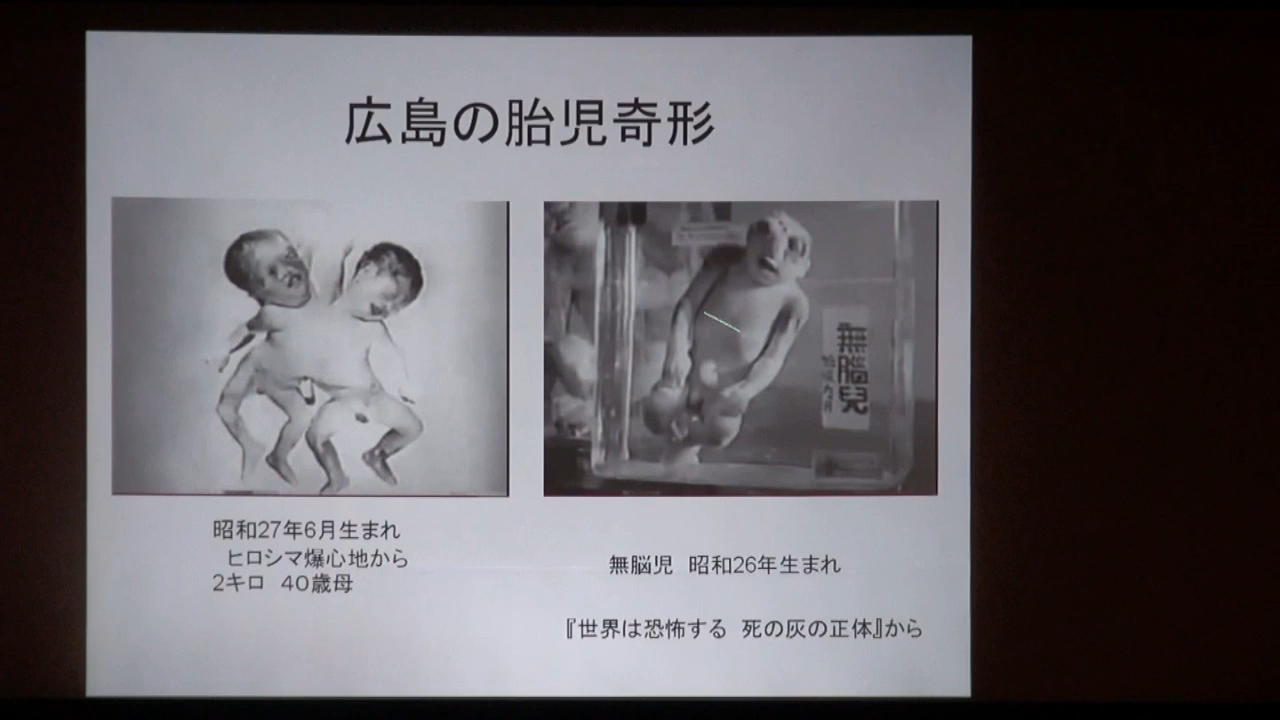 広島の胎児奇形
無脳兒
昭和27年6月生まれ
ヒロシマ爆心地から
2キロ 40歳母
無脳児 昭和26年生まれ
『世界は恐怖する 死の灰の正体』から